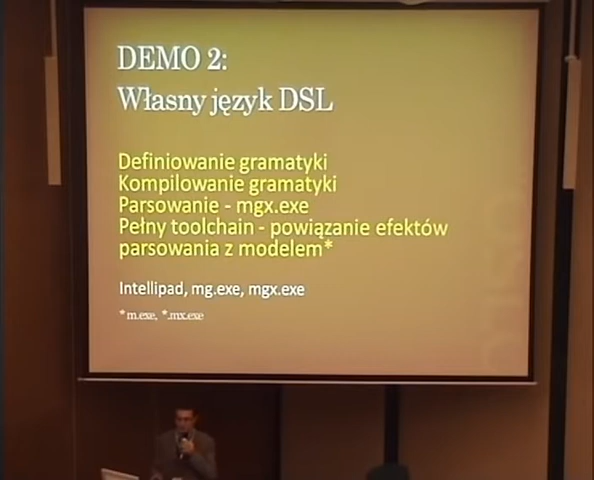 DEMO 2:
Własny język DSL
Definiowanie gramatyki
Kompilowanie gramatyki
Parsowanie - mgx.exe
Pełny toolchain - powiązanie efektów
parsowania z modelem*
Intellipad, mg.exe, mgx.exe
*m.exe, *.mx.exe